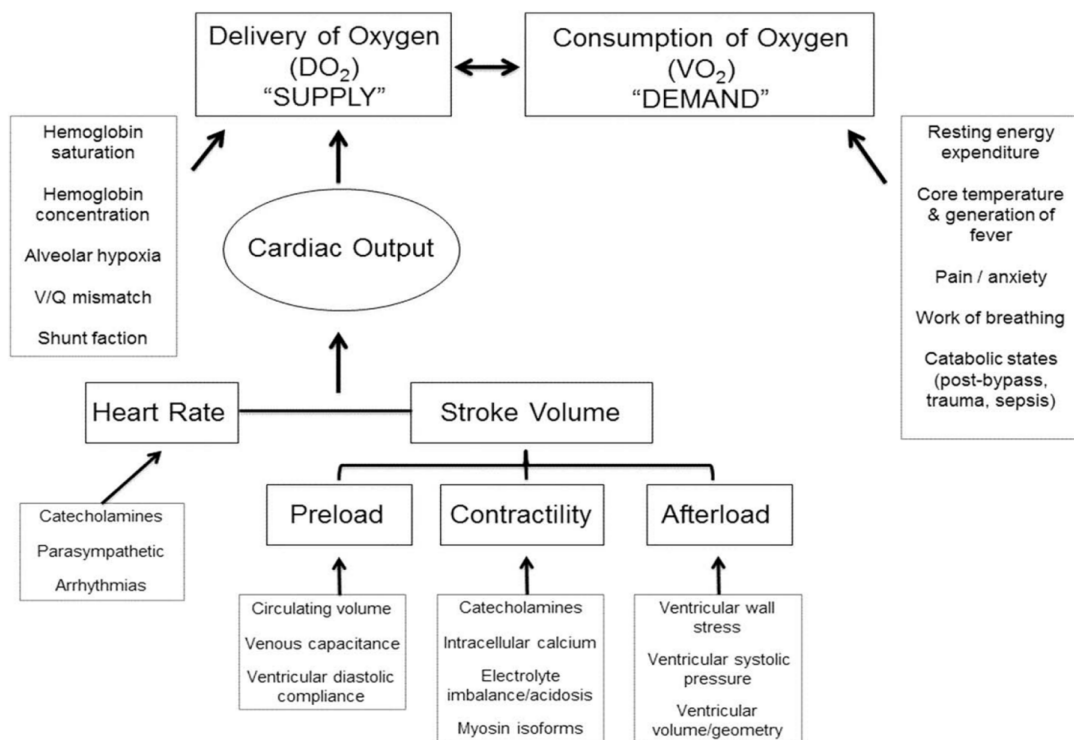 Delivery of Oxygen
(DO₂)
“SUPPLY”
Consumption of Oxygen
(VO₂)
“DEMAND”
Hemoglobin
saturation
Hemoglobin
concentration
Alveolar hypoxia
V/Q mismatch
Shunt faction
Resting energy
expenditure
Core temperature
& generation of
fever
Pain / anxiety
Work of breathing
Catabolic states
(post-bypass,
trauma, sepsis)
Cardiac Output
Heart Rate
Stroke Volume
Catecholamines
Parasympathetic
Arrhythmias
Preload
Contractility
Afterload
Circulating volume
Venous capacitance
Ventricular diastolic
compliance
Catecholamines
Intracellular calcium
Electrolyte
imbalance/acidosis
Myosin isoforms
Ventricular wall
stress
Ventricular systolic
pressure
Ventricular
volume/geometry